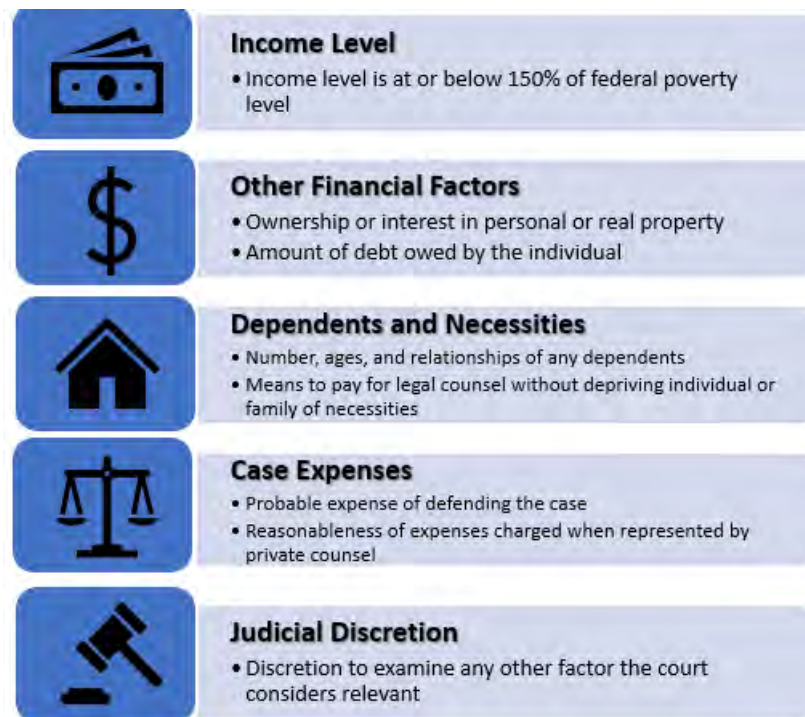 Income Level
• Income level is at or below 150% of federal poverty
level
Other Financial Factors
• Ownership or interest in personal or real property
• Amount of debt owed by the individual
Dependents and Necessities
• Number, ages, and relationships of any dependents
• Means to pay for legal counsel without depriving individual or
family of necessities
Case Expenses
• Probable expense of defending the case
• Reasonableness of expenses charged when represented by
private counsel
Judicial Discretion
• Discretion to examine any other factor the court
considers relevant